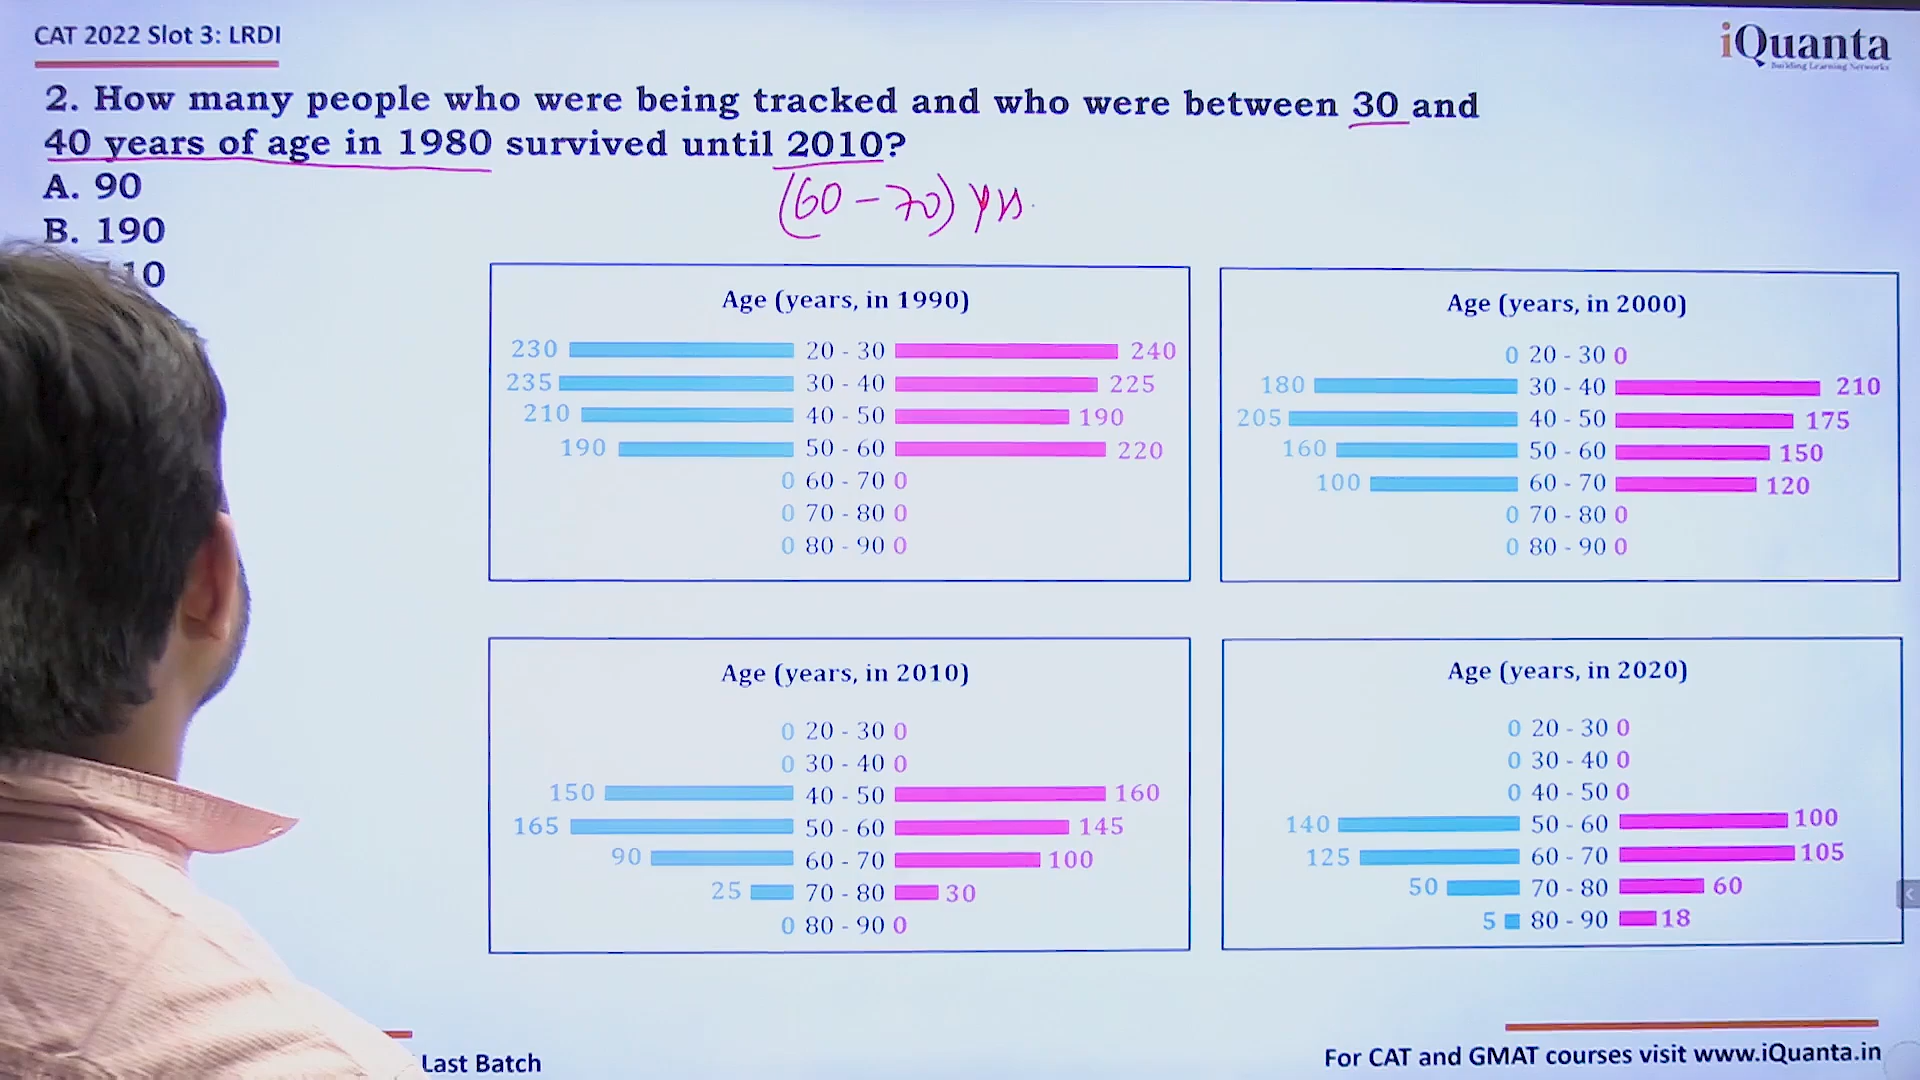 CAT 2022 Slot 3: LRDI
iQuanta
Building Learning Networks
2. How many people who were being tracked and who were between 30 and
40 years of age in 1980 survived until 2010?
A. 90
B. 190
10
(60 - 70) yrs
Age (years, in 1990)
230 20 - 30 240
235 30 - 40 225
210 40 - 50 190
190 50 - 60 220
0 60 - 70 0
0 70 - 80 0
0 80 - 90 0
Age (years, in 2000)
0 20 - 30 0
180 30 - 40 210
205 40 - 50 175
160 50 - 60 150
100 60 - 70 120
0 70 - 80 0
0 80 - 90 0
Age (years, in 2010)
0 20 - 30 0
0 30 - 40 0
150 40 - 50 160
165 50 - 60 145
90 60 - 70 100
25 70 - 80 30
0 80 - 90 0
Age (years, in 2020)
0 20 - 30 0
0 30 - 40 0
0 40 - 50 0
140 50 - 60 100
125 60 - 70 105
50 70 - 80 60
5 80 - 90 18
Last Batch
For CAT and GMAT courses visit www.iQuanta.in